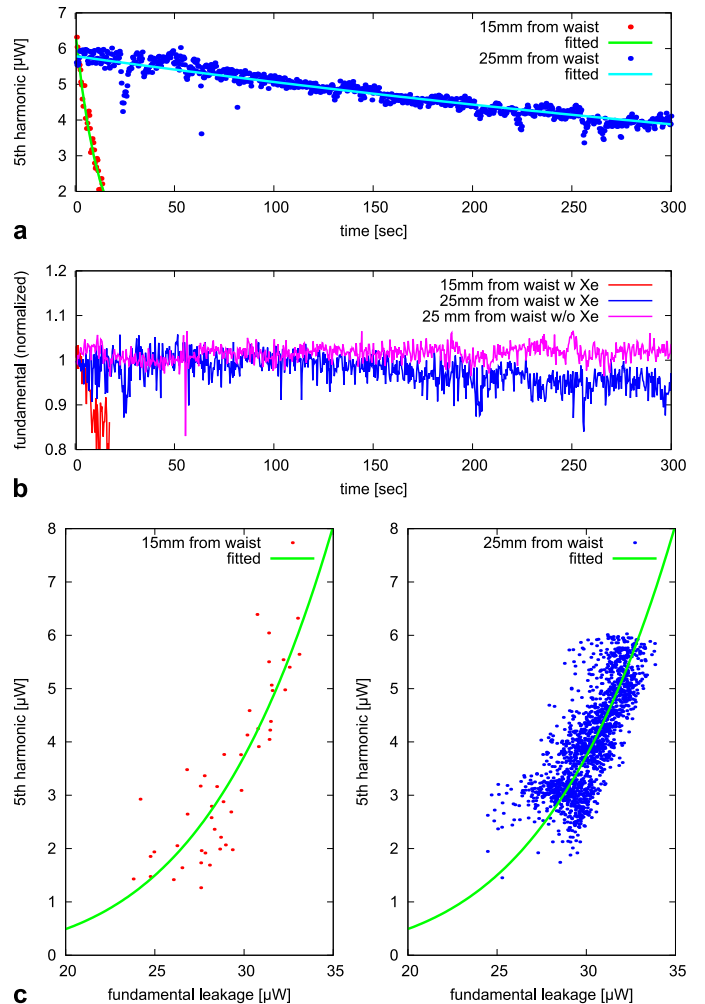 7
6
5
4
3
2
5th harmonic [µW]
15mm from waist
fitted
25mm from waist
fitted
0 50 100 150 200 250 300
time [sec]
a
1.2
1.1
1
0.9
0.8
fundamental (normalized)
15mm from waist w Xe
25mm from waist w Xe
25 mm from waist w/o Xe
0 50 100 150 200 250 300
time [sec]
b
8
7
6
5
4
3
2
1
0
5th harmonic [µW]
15mm from waist
fitted
20 25 30 35
fundamental leakage [µW]
8
7
6
5
4
3
2
1
0
5th harmonic [µW]
25mm from waist
fitted
20 25 30 35
fundamental leakage [µW]
c